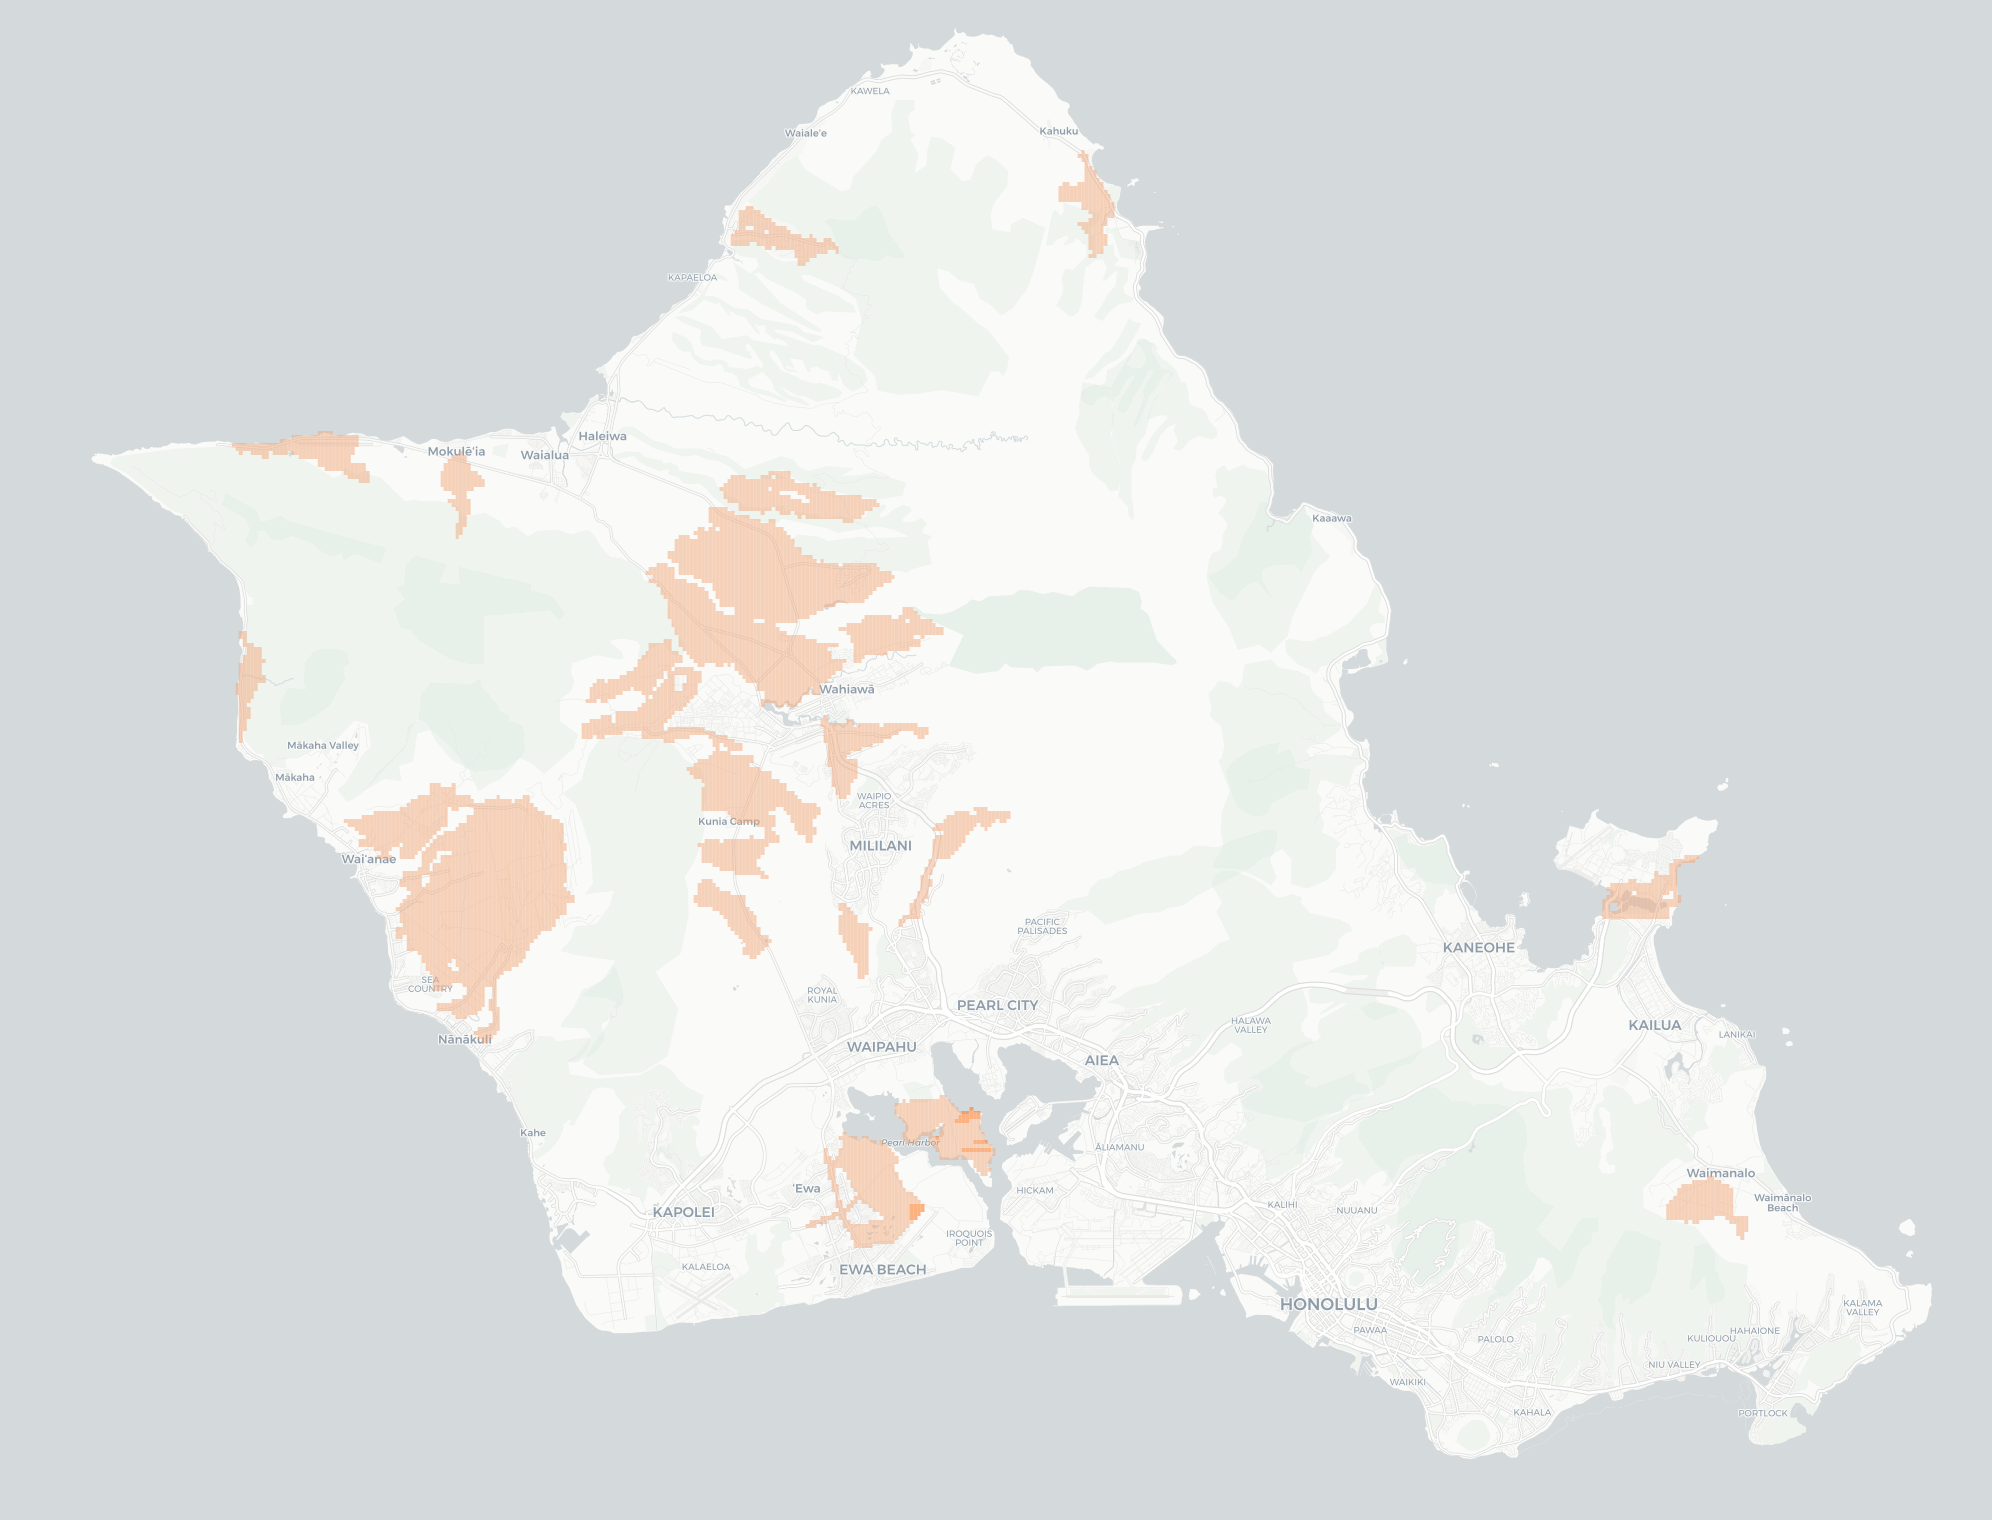 KAWELA
Waiale‘e
Kahuku
KAPAELOA
Haleiwa
Mokulē‘ia
Waialua
Kaaawa
Wahiawā
Mākaha Valley
Mākaha
WAIPIO
ACRES
Kunia Camp
MILILANI
Wai‘anae
PACIFIC
PALISADES
KANEOHE
SEA
COUNTRY
ROYAL
KUNIA
PEARL CITY
HALAWA
VALLEY
KAILUA
LANIKAI
Nānākuli
WAIPAHU
AIEA
Kahe
Pearl Harbor
ĀLIAMANU
Waimanalo
‘Ewa
HICKAM
Waimānalo
Beach
KALIHI
NUUANU
KAPOLEI
IROQUOIS
POINT
KALAELOA
EWA BEACH
HONOLULU
KALAMA
VALLEY
PAWAA
PALOLO
HAHAIONE
KULIOUOU
NIU VALLEY
WAIKIKI
KAHALA
PORTLOCK